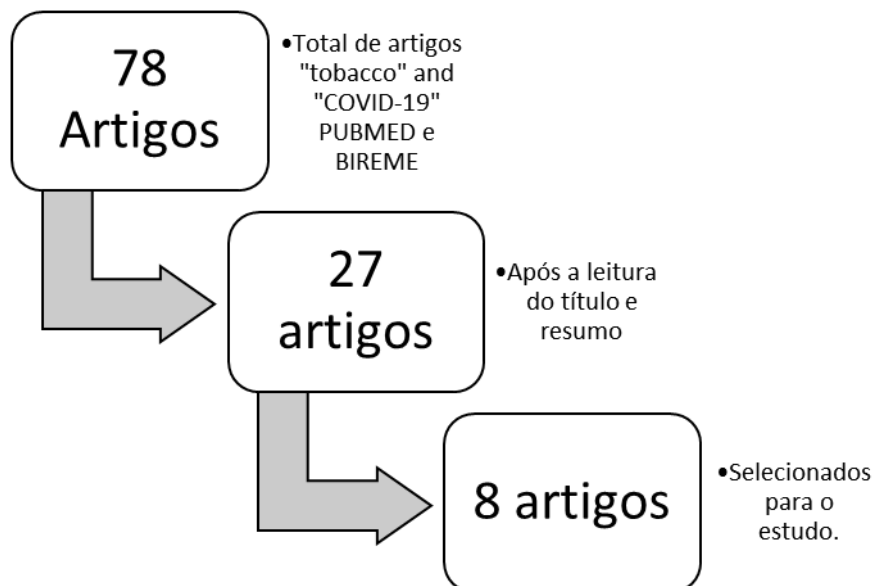 78
Artigos
•Total de artigos
"tobacco" and
"COVID-19"
PUBMED e
BIREME
27
artigos
•Após a leitura
do título e
resumo
8 artigos
•Selecionados
para o
estudo.